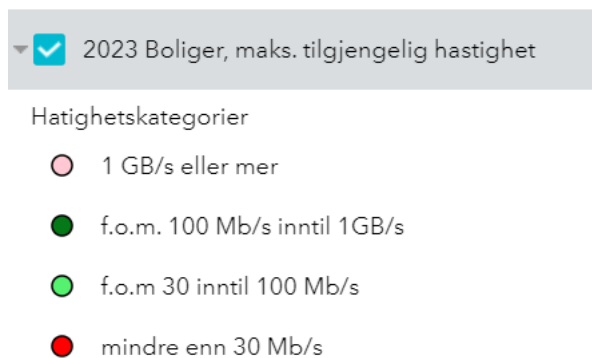 2023 Boliger, maks. tilgjengelig hastighet
Hatighetskategorier
1 GB/s eller mer
f.o.m. 100 Mb/s inntil 1GB/s
f.o.m 30 inntil 100 Mb/s
mindre enn 30 Mb/s